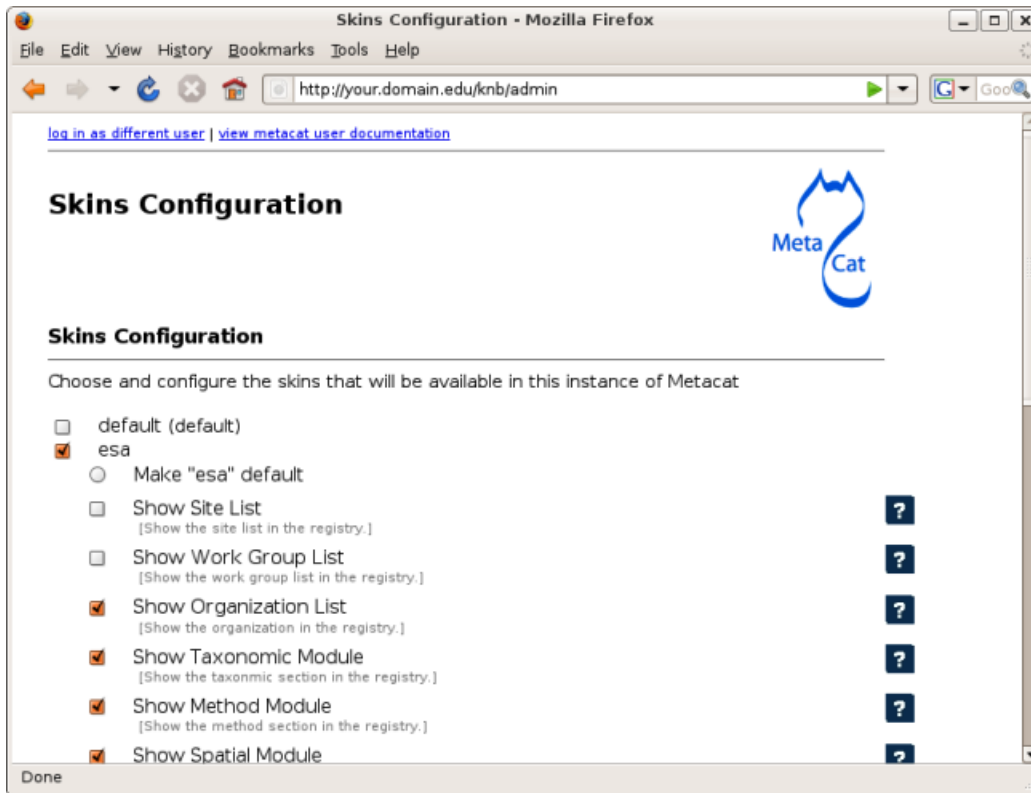 Skins Configuration - Mozilla Firefox
File Edit View History Bookmarks Tools Help
http://your.domain.edu/knb/admin
G Goo
log in as different user | view metacat user documentation
Skins Configuration
Meta
Cat
Skins Configuration
Choose and configure the skins that will be available in this instance of Metacat
default (default)
esa
Make "esa" default
Show Site List
?
[Show the site list in the registry.]
Show Work Group List
?
[Show the work group list in the registry.]
Show Organization List
?
[Show the organization in the registry.]
Show Taxonomic Module
?
[Show the taxonmic section in the registry.]
Show Method Module
?
[Show the method section in the registry.]
Show Spatial Module
?
Done